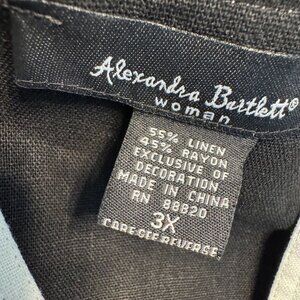 Alexandra Bartlett®
woman
55% LINEN
45% RAYON
EXCLUSIVE OF
DECORATION
MADE IN CHINA
RN 88820
3X
CARE SEE REVERSE